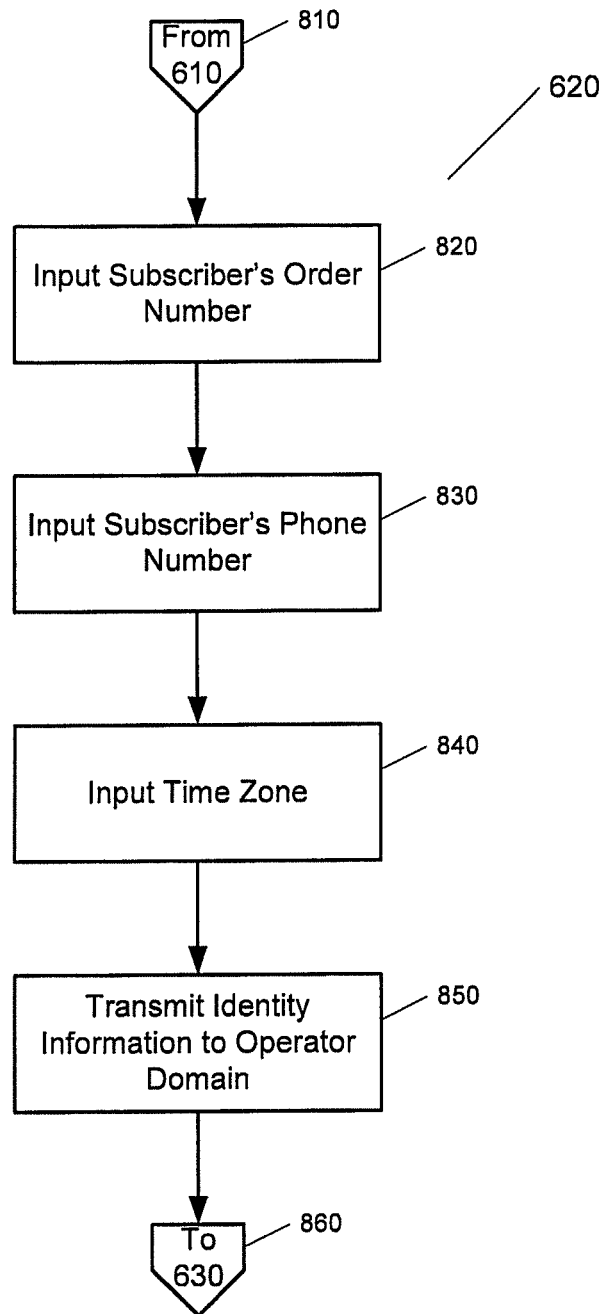 From
610
810
620
Input Subscriber's Order
Number
820
Input Subscriber's Phone
Number
830
Input Time Zone
840
Transmit Identity
Information to Operator
Domain
850
To
630
860